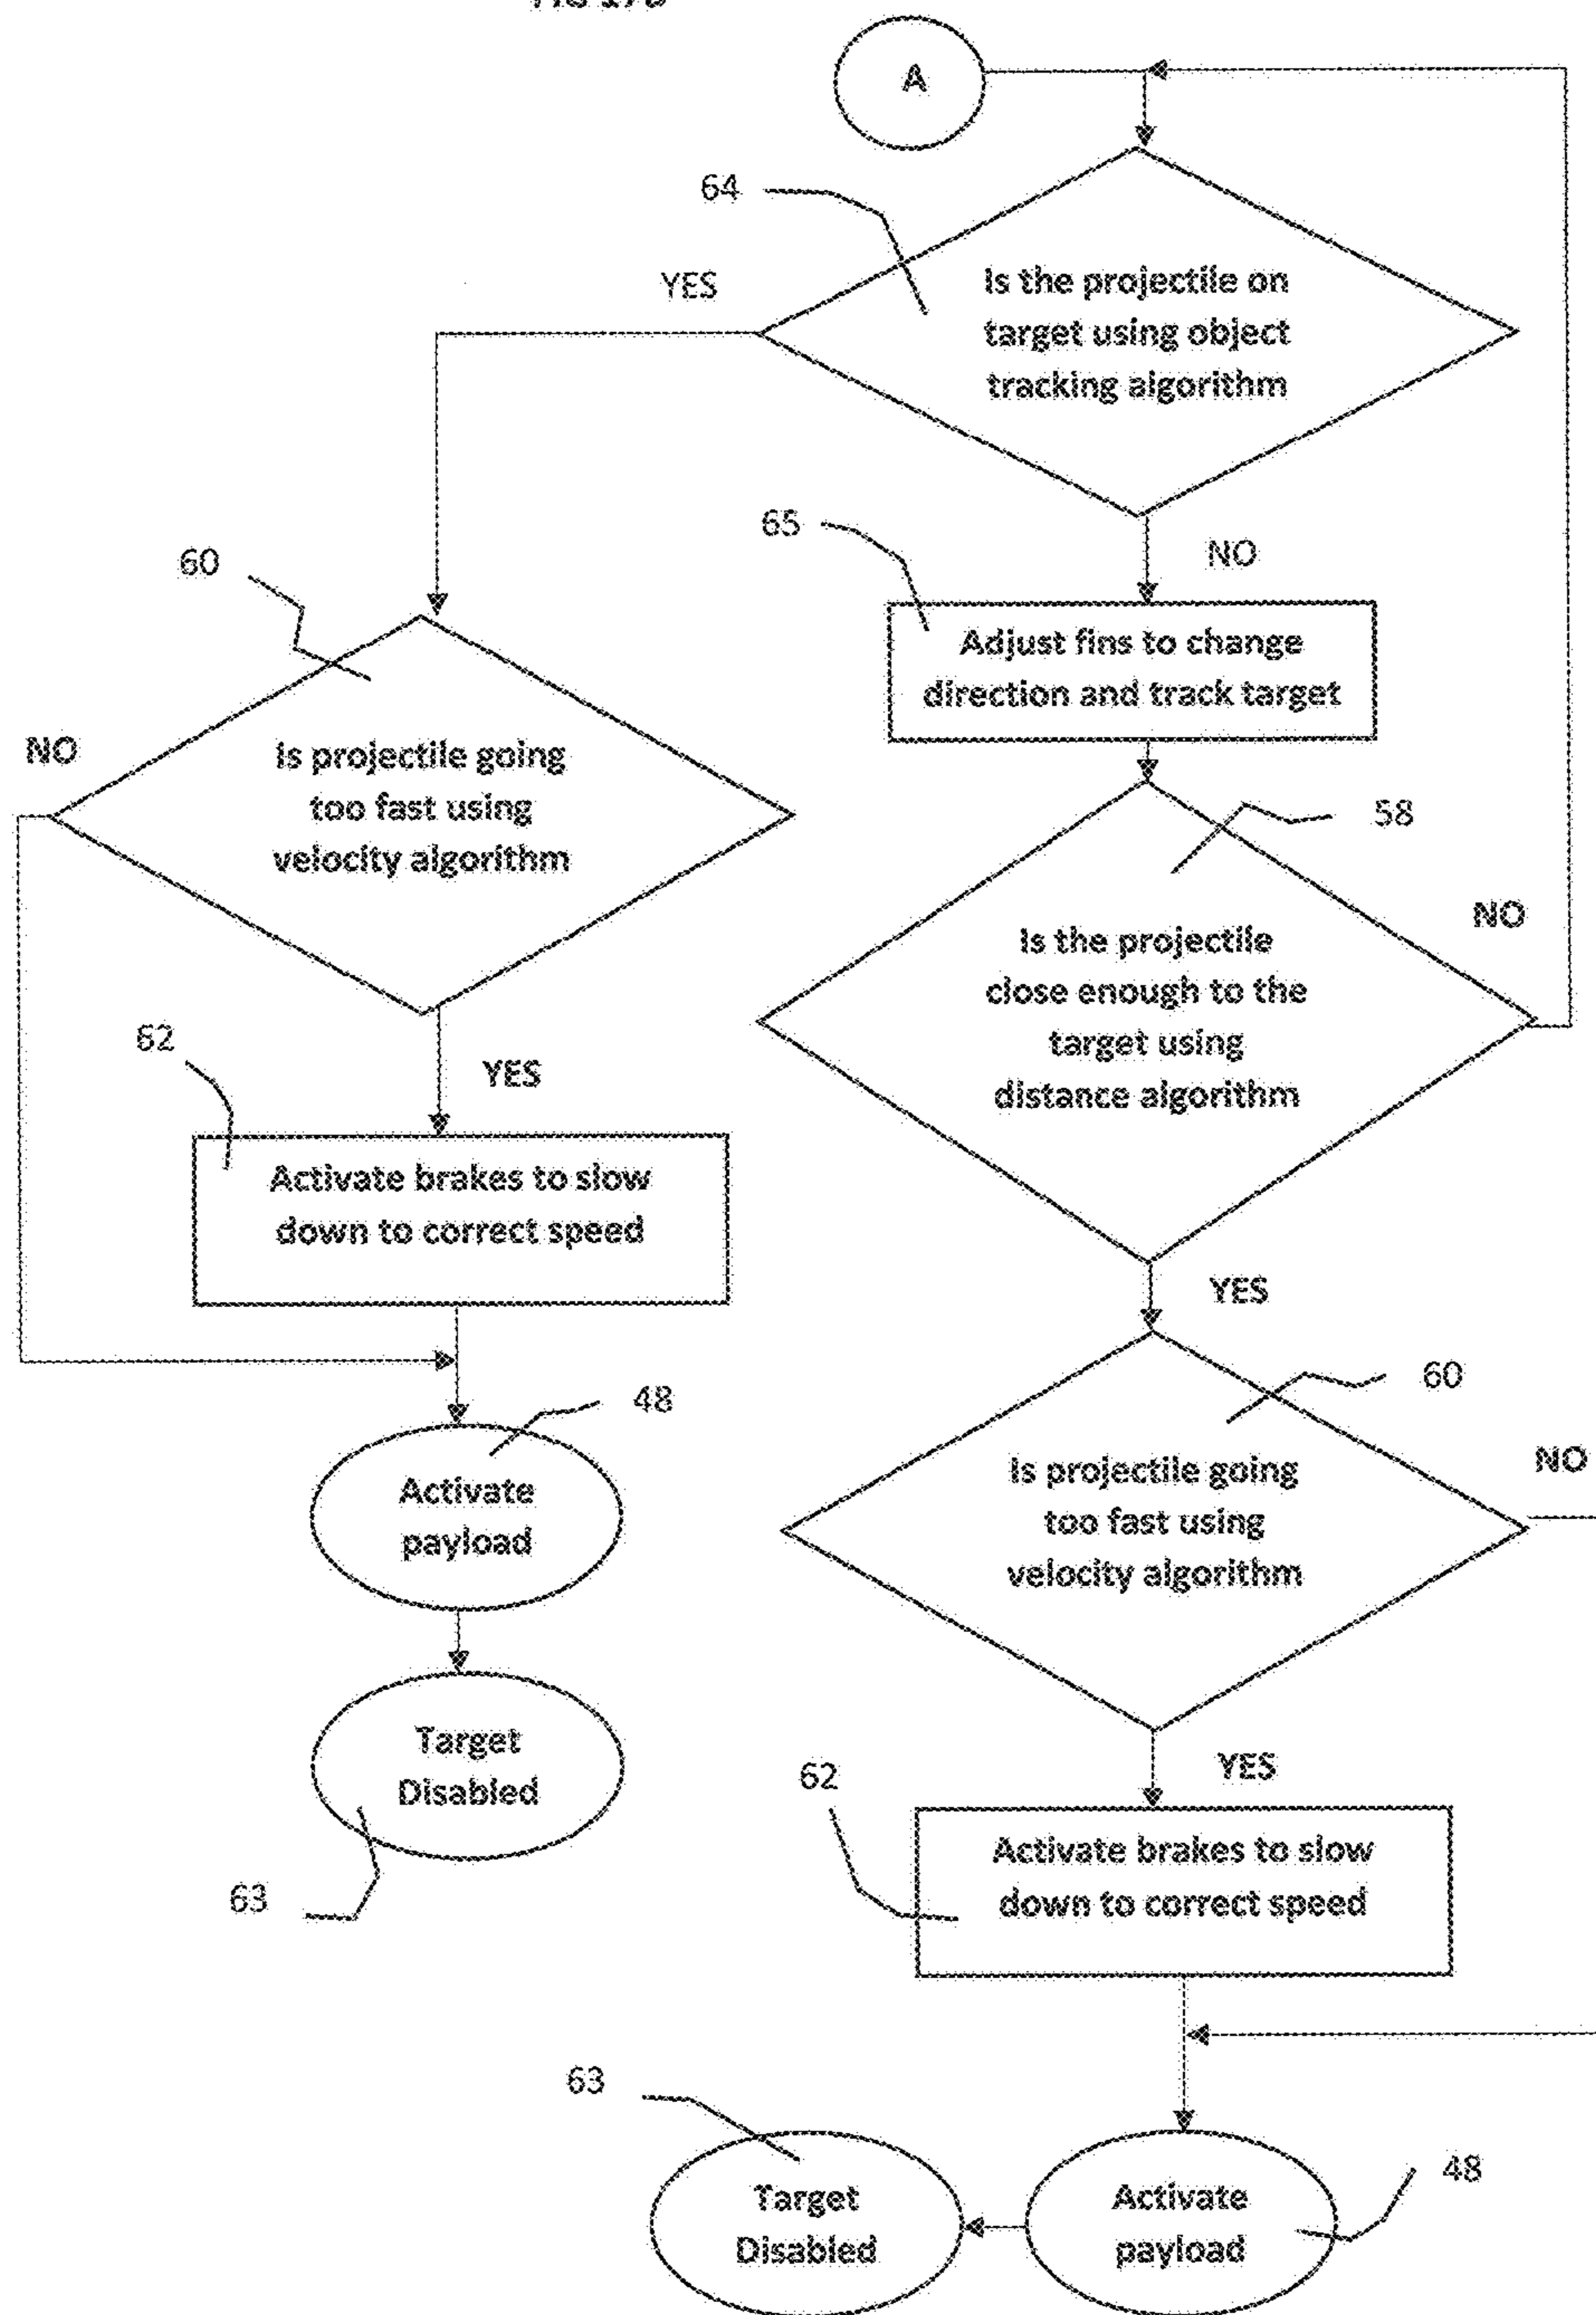 A
64
YES
Is the projectile on
target using object
tracking algorithm
65
NO
60
Adjust fins to change
direction and track target
NO
Is projectile going
too fast using
velocity algorithm
58
NO
Is the projectile
close enough to the
target using
distance algorithm
62
YES
Activate brakes to slow
down to correct speed
YES
48
60
Activate
payload
NO
Is projectile going
too fast using
velocity algorithm
Target
Disabled
63
62
YES
Activate brakes to slow
down to correct speed
63
48
Target
Disabled
Activate
payload